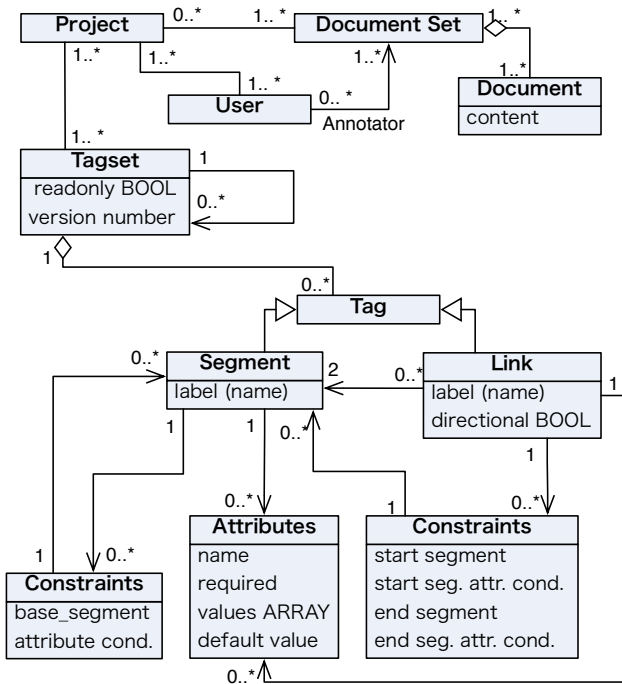 Project
0..*
1.. *
Document Set
1..*
1..*
1..*
1..*
1.. *
1..*
Document
content
User
0.. *
Annotator
1.. *
Tagset
readonly BOOL
version number
1
0..*
1
0..*
Tag
0..*
Segment
label (name)
2
0..*
Link
label (name)
directional BOOL
1
1
1
0..*
1
0..*
1
0..*
1
0..*
Constraints
base_segment
attribute cond.
Attributes
name
required
values ARRAY
default value
0..*
Constraints
start segment
start seg. attr. cond.
end segment
end seg. attr. cond.